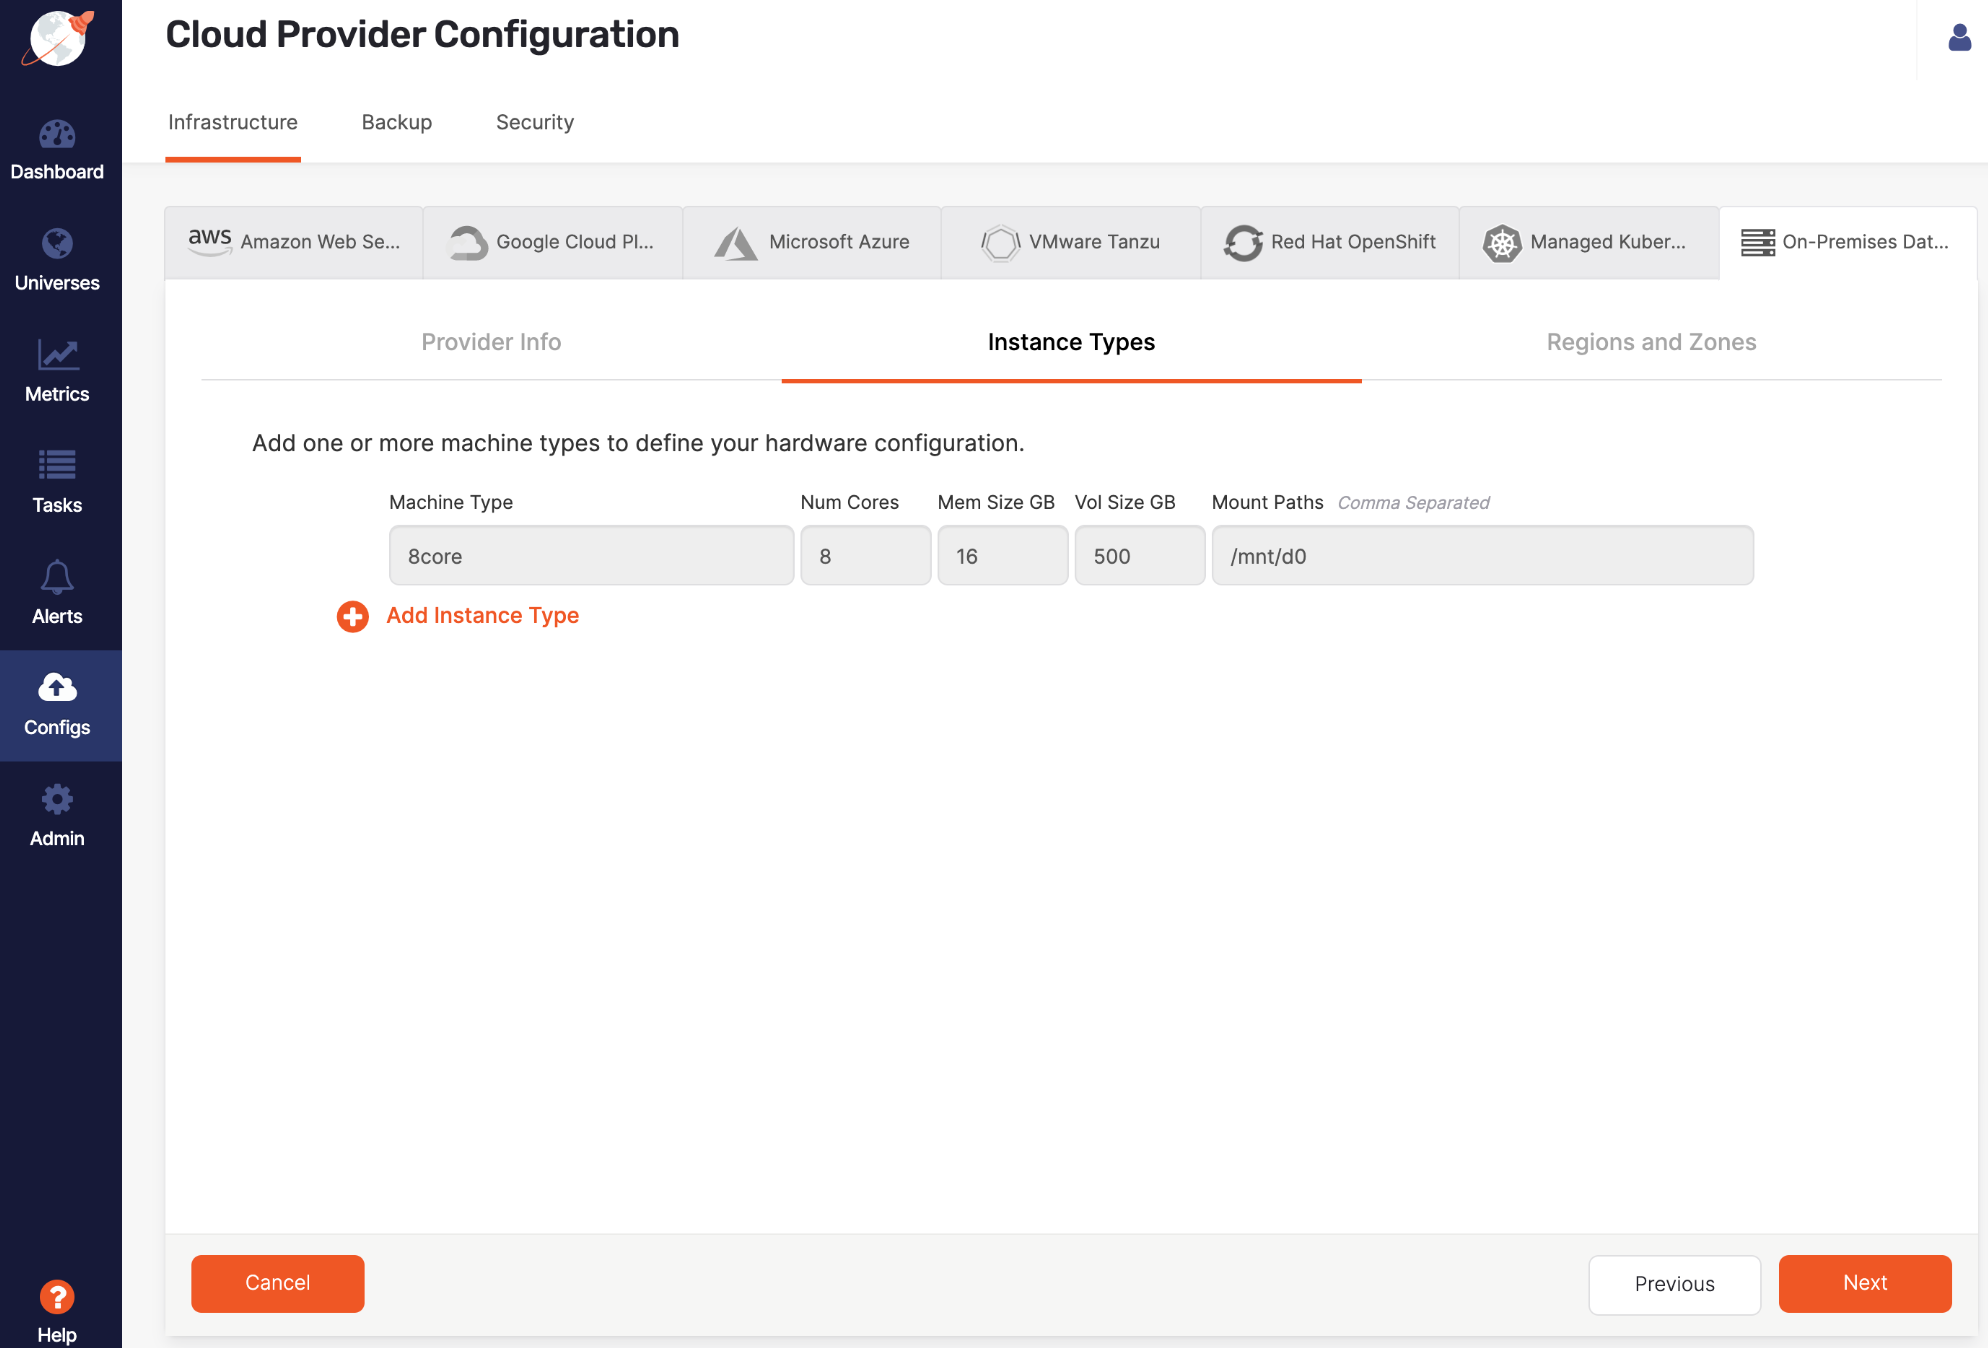 Cloud Provider Configuration
Infrastructure Backup Security
Dashboard
Universes
Metrics
Tasks
Alerts
Configs
Admin
Help
aws Amazon Web Se... Google Cloud Pl... Microsoft Azure VMware Tanzu Red Hat OpenShift Managed Kuber... On-Premises Dat...
Provider Info Instance Types Regions and Zones
Add one or more machine types to define your hardware configuration.
Machine Type Num Cores Mem Size GB Vol Size GB Mount Paths Comma Separated
8core 8 16 500 /mnt/d0
Add Instance Type
Cancel Previous Next